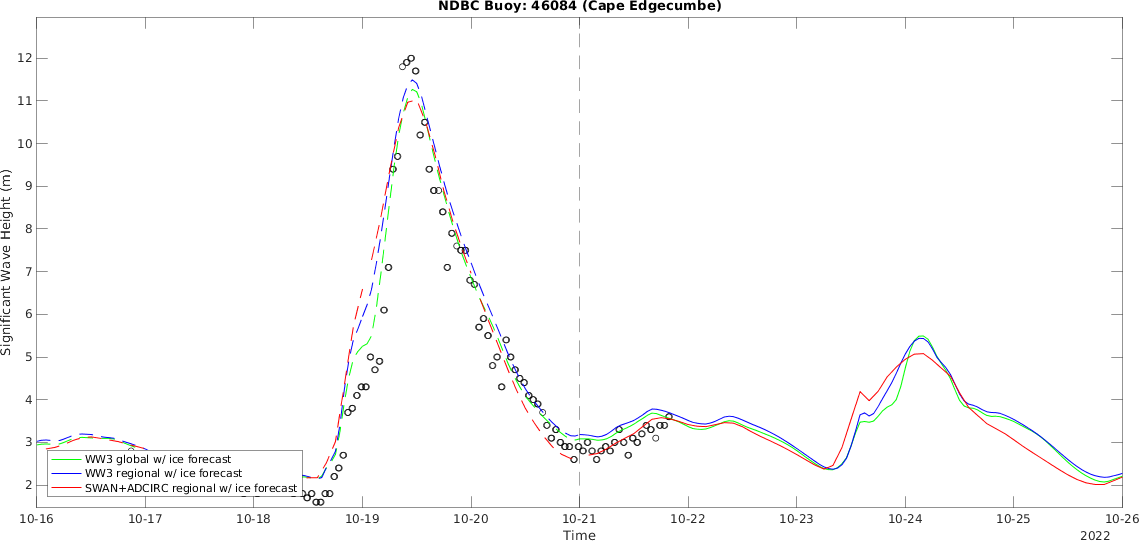 NDBC Buoy: 46084 (Cape Edgecumbe)
Significant Wave Height (m)
12
11
10
9
8
7
6
5
4
3
2
WW3 global w/ ice forecast
WW3 regional w/ ice forecast
SWAN+ADCIRC regional w/ ice forecast
10-16 10-17 10-18 10-19 10-20 10-21 10-22 10-23 10-24 10-25 10-26
Time
2022